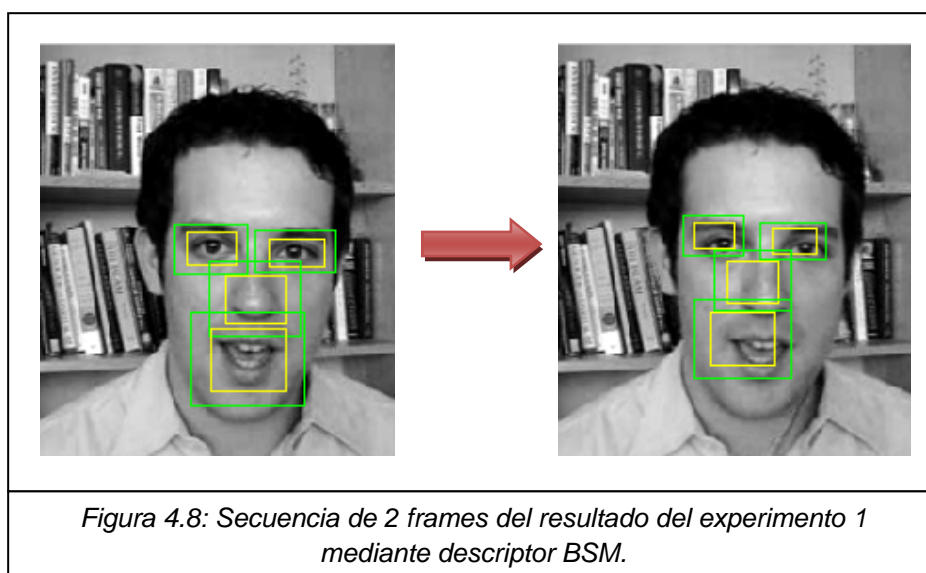 Figura 4.8: Secuencia de 2 frames del resultado del experimento 1
mediante descriptor BSM.